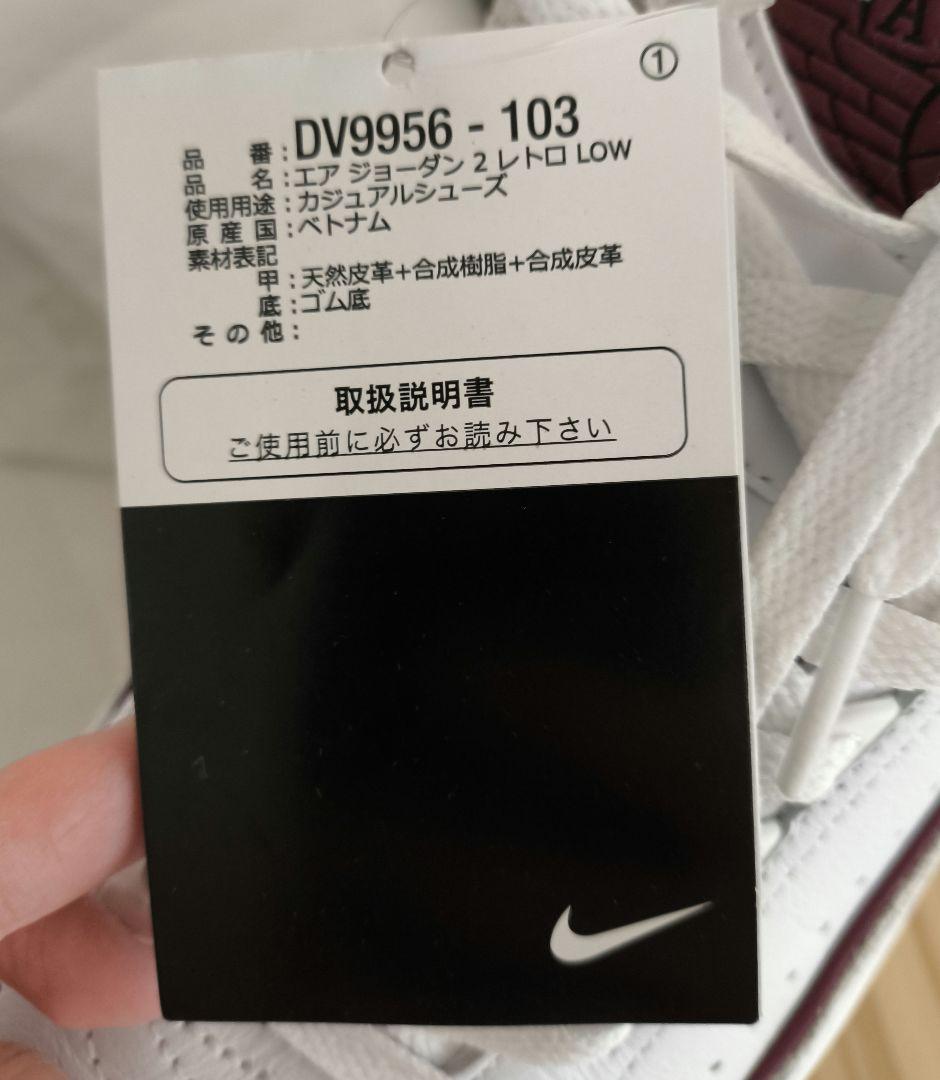 ①
品 番 : DV9956 - 103
品 名 : エア ジョーダン 2 レトロ LOW
使用用途 : カジュアルシューズ
原 産 国 : ベトナム
素材表記
甲 : 天然皮革+合成樹脂+合成皮革
底 : ゴム底
そ の 他 :
取扱説明書
ご使用前に必ずお読み下さい